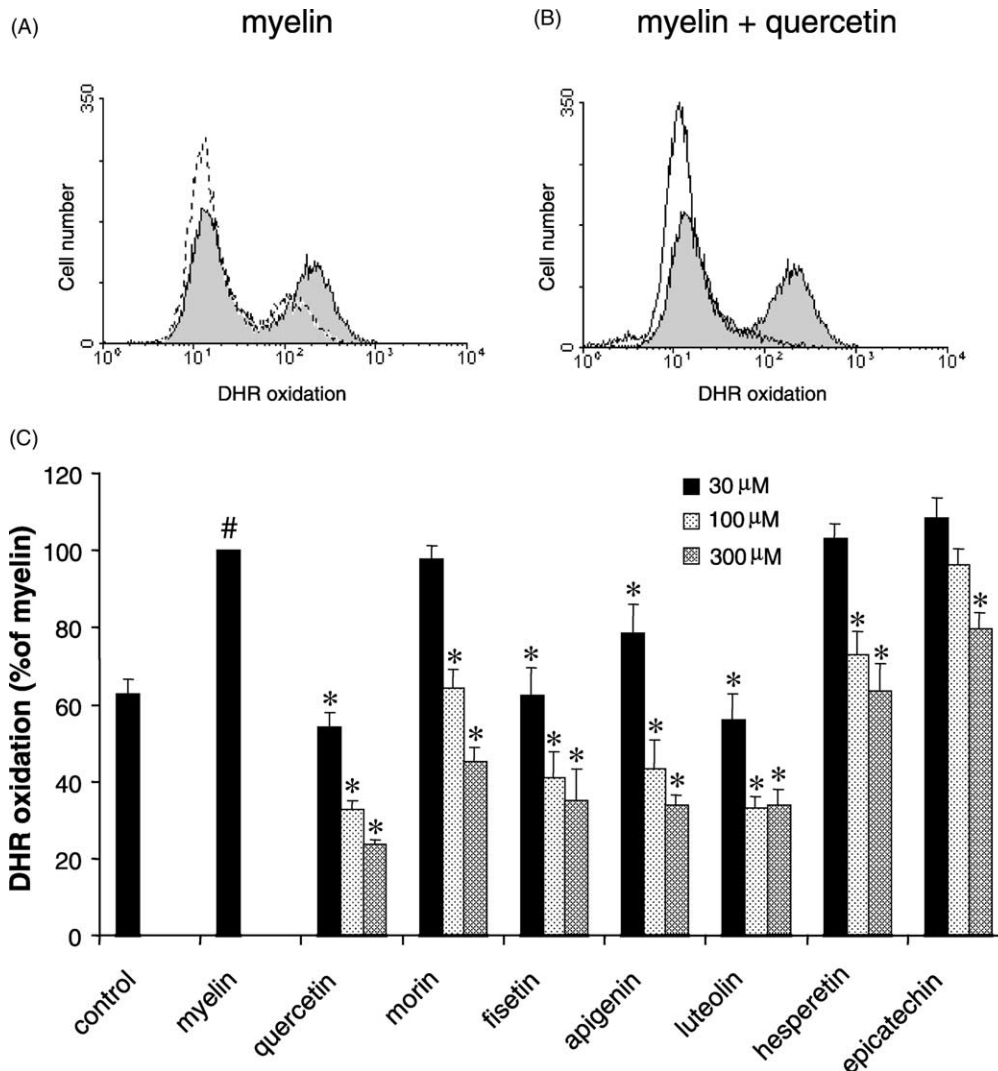 (A)
myelin
350
Cell number
0
10⁰
10¹
10²
10³
10⁴
DHR oxidation
(B)
myelin + quercetin
350
Cell number
0
10⁰
10¹
10²
10³
10⁴
DHR oxidation
(C)
DHR oxidation (%of myelin)
120
100
80
60
40
20
0
#
*
* * *
* *
* * *
* * *
* * *
* *
*
30 μM
100 μM
300 μM
control
myelin
quercetin
morin
fisetin
apigenin
luteolin
hesperetin
epicatechin